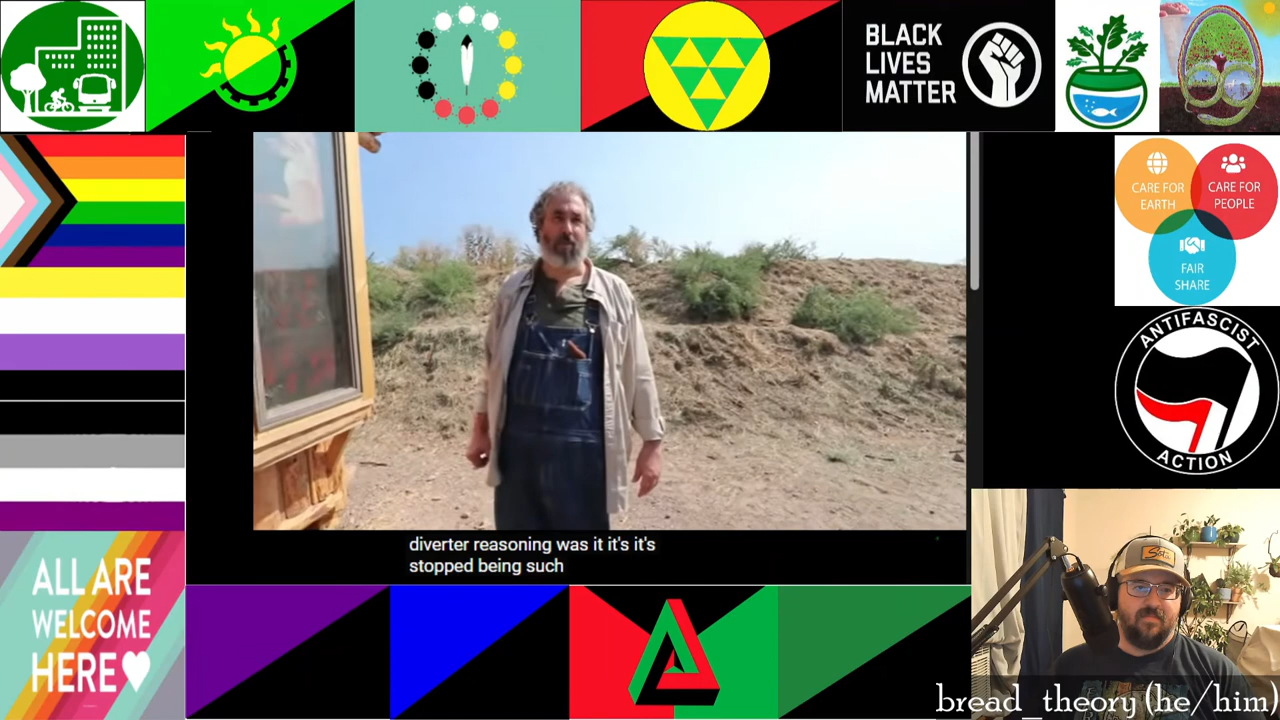 BLACK
LIVES
MATTER
CARE FOR
EARTH
CARE FOR
PEOPLE
FAIR
SHARE
ANTIFASCIST
ACTION
ALL ARE
WELCOME
HERE
diverter reasoning was it it's it's
stopped being such
bread_theory (he/him)